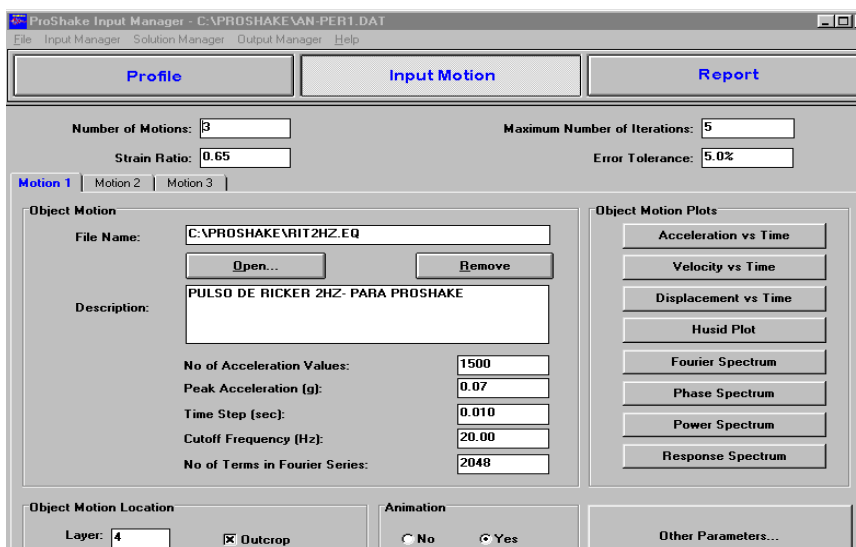 ProShake Input Manager - C:\PROSHAKE\AN-PER1.DAT
File Input Manager Solution Manager Output Manager Help
Profile Input Motion Report
Number of Motions: 3 Maximum Number of Iterations: 5
Strain Ratio: 0.65 Error Tolerance: 5.0%
Motion 1 Motion 2 Motion 3
Object Motion
File Name: C:\PROSHAKE\RIT2HZ.EQ
Open... Remove
Description: PULSO DE RICKER 2HZ- PARA PROSHAKE
No of Acceleration Values: 1500
Peak Acceleration (g): 0.07
Time Step (sec): 0.010
Cutoff Frequency (Hz): 20.00
No of Terms in Fourier Series: 2048
Object Motion Plots
Acceleration vs Time
Velocity vs Time
Displacement vs Time
Husid Plot
Fourier Spectrum
Phase Spectrum
Power Spectrum
Response Spectrum
Object Motion Location
Layer: 4 Outcrop
Animation
No Yes
Other Parameters...